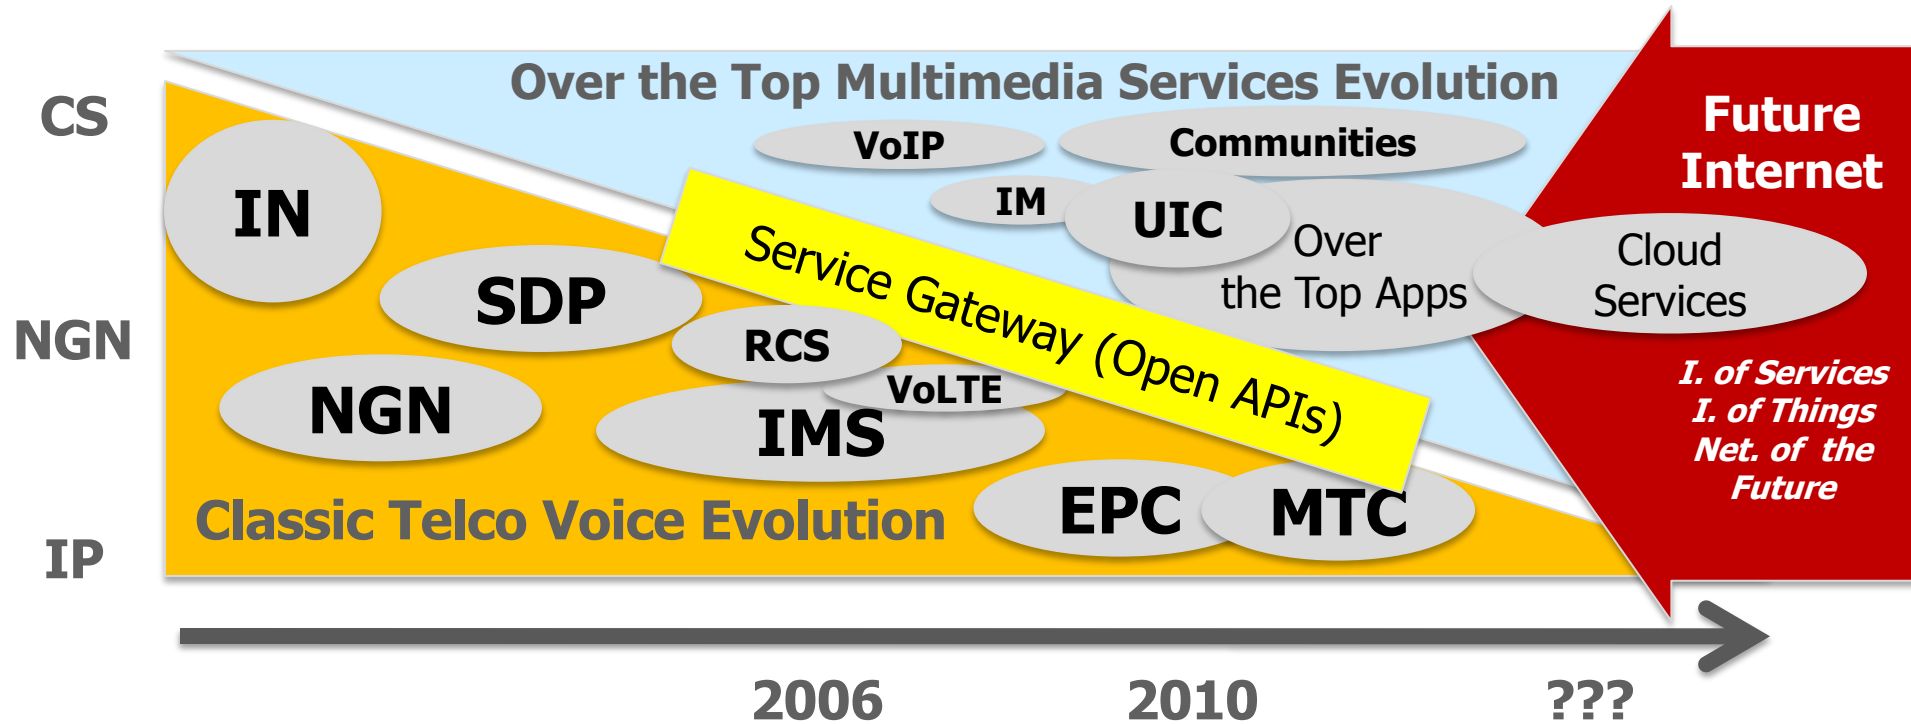 Over the Top Multimedia Services Evolution
CS
NGN
IP
IN
SDP
NGN
RCS
VoLTE
IMS
EPC
MTC
Classic Telco Voice Evolution
Service Gateway (Open APIs)
VoIP
Communities
IM
UIC
Over
the Top Apps
Cloud
Services
Future
Internet
I. of Services
I. of Things
Net. of the
Future
2006
2010
???